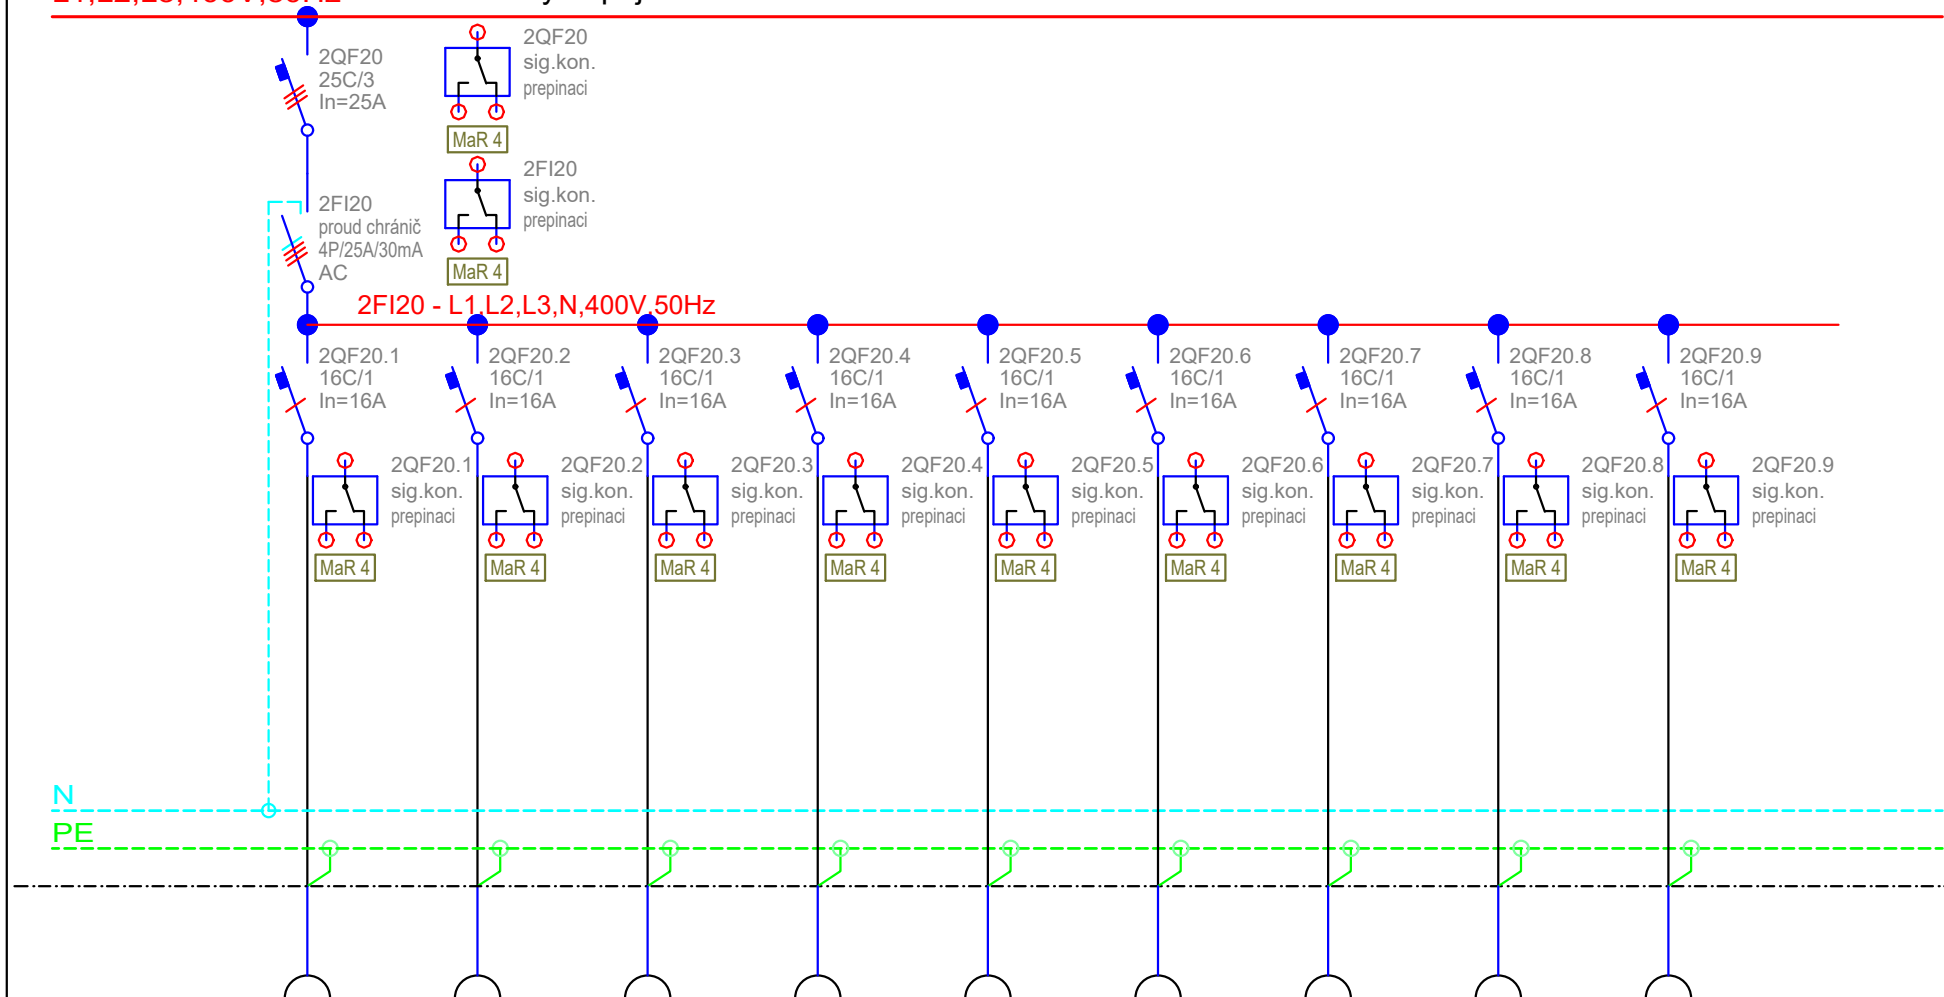 2QF20
25C/3
In=25A
2QF20
sig.kon.
prepinaci
MaR 4
2FI20
proud chránič
4P/25A/30mA
AC
2FI20
sig.kon.
prepinaci
MaR 4
2FI20 - L1,L2,L3,N,400V,50Hz
2QF20.1
16C/1
In=16A
2QF20.2
16C/1
In=16A
2QF20.3
16C/1
In=16A
2QF20.4
16C/1
In=16A
2QF20.5
16C/1
In=16A
2QF20.6
16C/1
In=16A
2QF20.7
16C/1
In=16A
2QF20.8
16C/1
In=16A
2QF20.9
16C/1
In=16A
2QF20.1
sig.kon.
prepinaci
MaR 4
2QF20.2
sig.kon.
prepinaci
MaR 4
2QF20.3
sig.kon.
prepinaci
MaR 4
2QF20.4
sig.kon.
prepinaci
MaR 4
2QF20.5
sig.kon.
prepinaci
MaR 4
2QF20.6
sig.kon.
prepinaci
MaR 4
2QF20.7
sig.kon.
prepinaci
MaR 4
2QF20.8
sig.kon.
prepinaci
MaR 4
2QF20.9
sig.kon.
prepinaci
MaR 4
N
PE